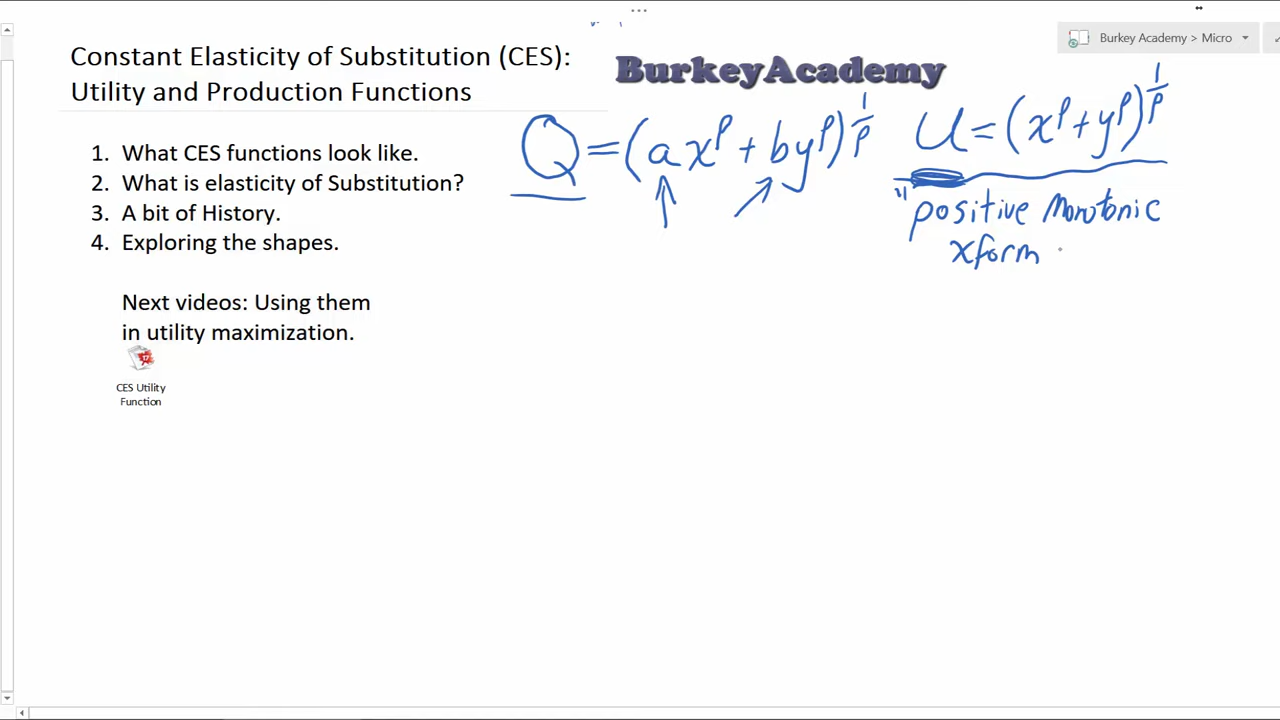 Constant Elasticity of Substitution (CES):
Utility and Production Functions
BurkeyAcademy
Burkey Academy > Micro
1. What CES functions look like.
2. What is elasticity of Substitution?
3. A bit of History.
4. Exploring the shapes.
Next videos: Using them
in utility maximization.
CES Utility
Function
Q=(ax^ρ+by^ρ)^1/ρ
U=(x^ρ+y^ρ)^1/ρ
positive Monotonic
xform